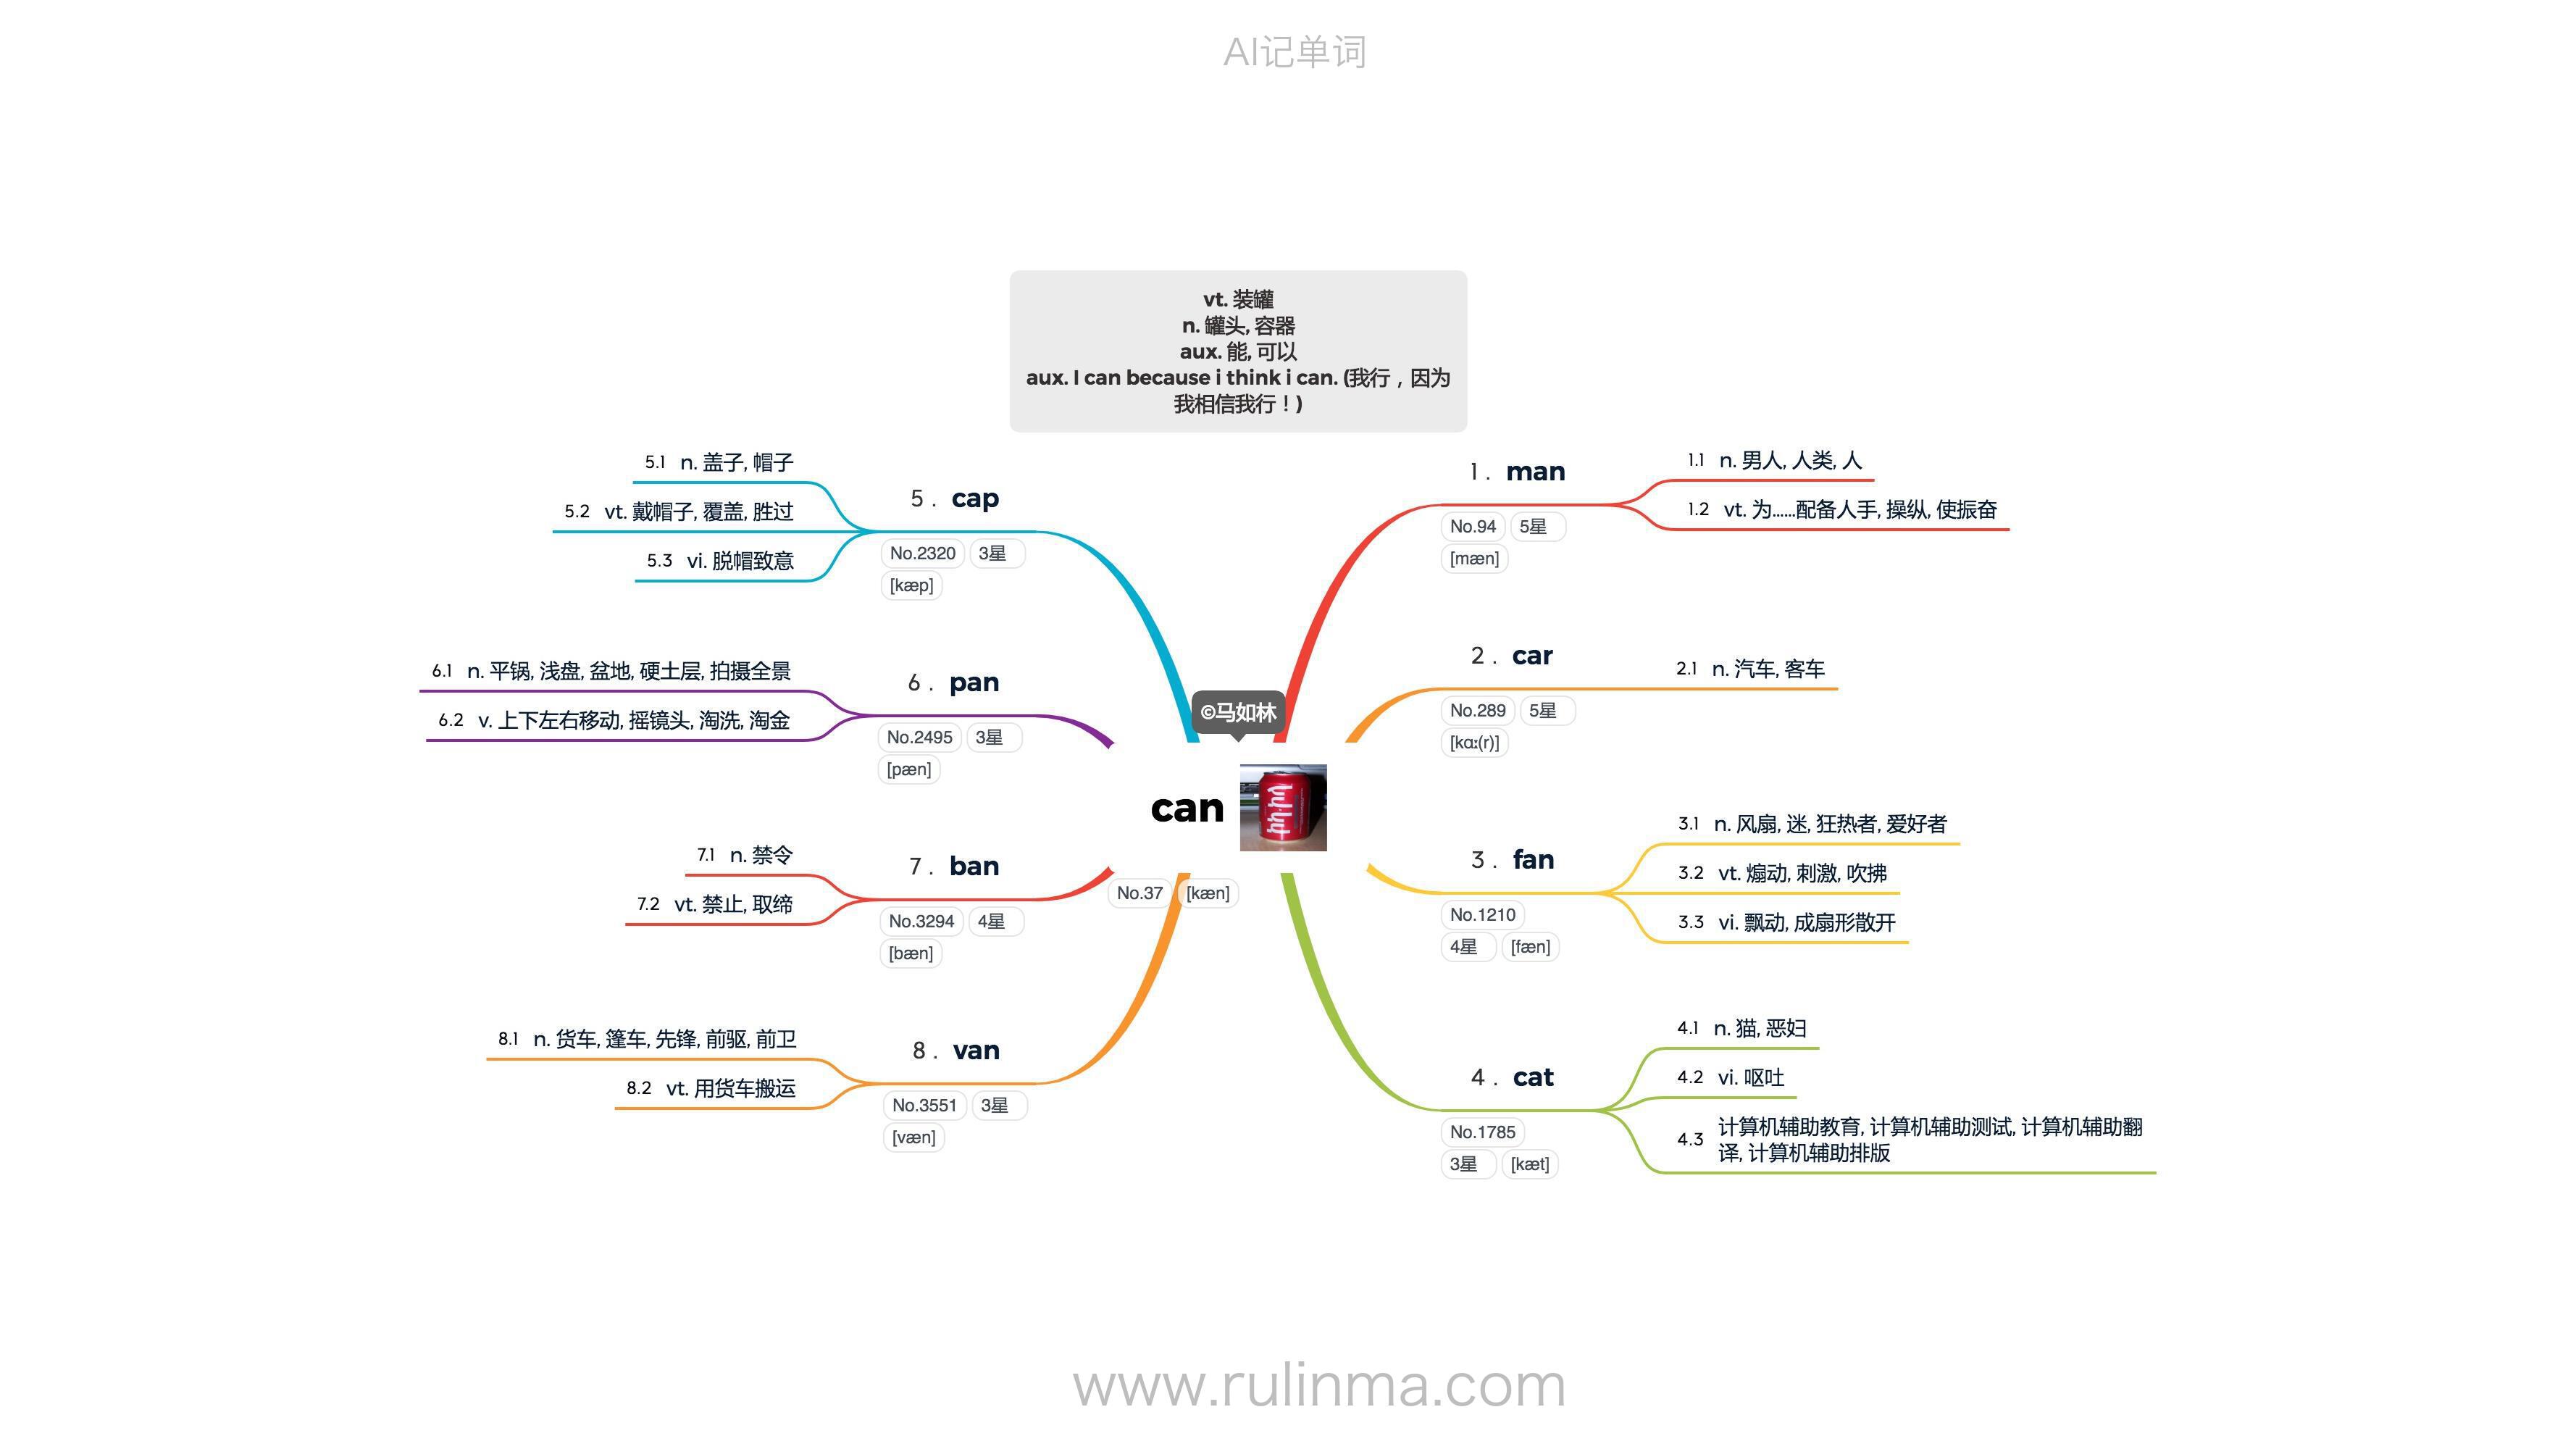 AI记单词
vt. 装罐
n. 罐头, 容器
aux. 能, 可以
aux. I can because i think i can. (我行，因为
我相信我行！)
©马如林
can
No.37 [kæn]
1. man
No.94 5星
[mæn]
1.1 n. 男人, 人类, 人
1.2 vt. 为……配备人手, 操纵, 使振奋
2. car
No.289 5星
[kɑː(r)]
2.1 n. 汽车, 客车
3. fan
No.1210
4星 [fæn]
3.1 n. 风扇, 迷, 狂热者, 爱好者
3.2 vt. 煽动, 刺激, 吹拂
3.3 vi. 飘动, 成扇形散开
4. cat
No.1785
3星 [kæt]
4.1 n. 猫, 恶妇
4.2 vi. 呕吐
4.3 计算机辅助教育, 计算机辅助测试, 计算机辅助翻
译, 计算机辅助排版
5. cap
No.2320 3星
[kæp]
5.1 n. 盖子, 帽子
5.2 vt. 戴帽子, 覆盖, 胜过
5.3 vi. 脱帽致意
6. pan
No.2495 3星
[pæn]
6.1 n. 平锅, 浅盘, 盆地, 硬土层, 拍摄全景
6.2 v. 上下左右移动, 摇镜头, 淘洗, 淘金
7. ban
No.3294 4星
[bæn]
7.1 n. 禁令
7.2 vt. 禁止, 取缔
8. van
No.3551 3星
[væn]
8.1 n. 货车, 篷车, 先锋, 前驱, 前卫
8.2 vt. 用货车搬运
www.rulinma.com